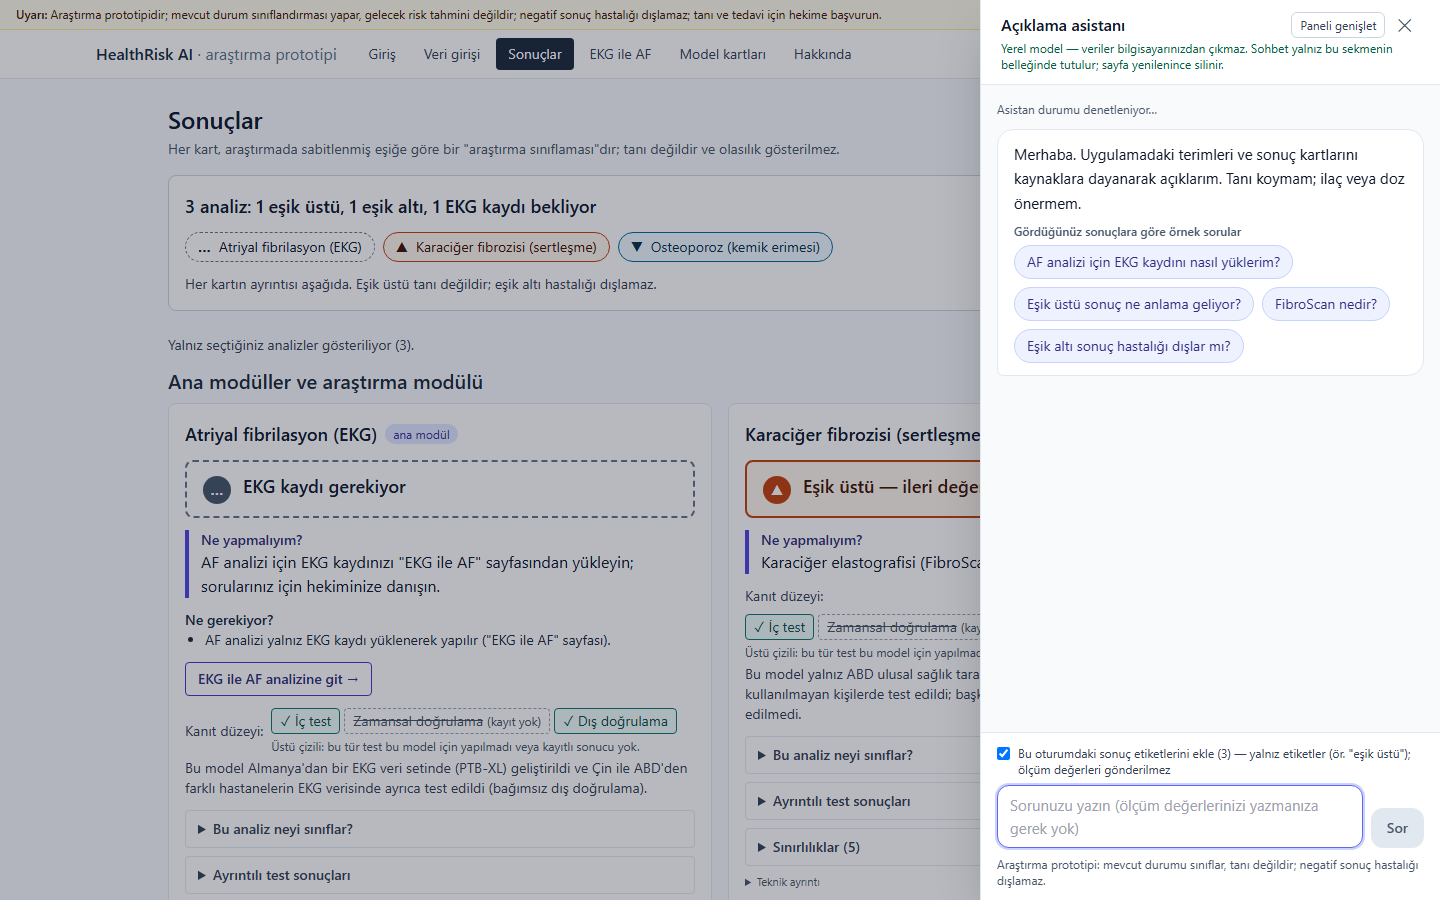 Uyarı: Araştırma prototipidir; mevcut durum sınıflandırması yapar, gelecek risk tahmini değildir; negatif sonuç hastalığı dışlamaz; tanı ve tedavi için hekime başvurun.
HealthRisk AI · araştırma prototipi
Giriş
Veri girişi
Sonuçlar
EKG ile AF
Model kartları
Hakkında
Sonuçlar
Her kart, araştırmada sabitlenmiş eşiğe göre bir "araştırma sınıflaması"dır; tanı değildir ve olasılık gösterilmez.
3 analiz: 1 eşik üstü, 1 eşik altı, 1 EKG kaydı bekliyor
... Atriyal fibrilasyon (EKG)
▲ Karaciğer fibrozisi (sertleşme)
▼ Osteoporoz (kemik erimesi)
Her kartın ayrıntısı aşağıda. Eşik üstü tanı değildir; eşik altı hastalığı dışlamaz.
Yalnız seçtiğiniz analizler gösteriliyor (3).
Ana modüller ve araştırma modülü
Atriyal fibrilasyon (EKG)
ana modül
... EKG kaydı gerekiyor
Ne yapmalıyım?
AF analizi için EKG kaydınızı "EKG ile AF" sayfasından yükleyin;
sorularınız için hekiminize danışın.
Ne gerekiyor?
• AF analizi yalnız EKG kaydı yüklenerek yapılır ("EKG ile AF" sayfası).
EKG ile AF analizine git →
Kanıt düzeyi:
✓ İç test
Zamansal doğrulama (kayıt yok)
✓ Dış doğrulama
Üstü çizili: bu tür test bu model için yapılmadı veya kayıtlı sonucu yok.
Bu model Almanya'dan bir EKG veri setinde (PTB-XL) geliştirildi ve Çin ile ABD'den
farklı hastanelerin EKG verisinde ayrıca test edildi (bağımsız dış doğrulama).
▶ Bu analiz neyi sınıflar?
▶ Ayrıntılı test sonuçları
Karaciğer fibrozisi (sertleşme
▲ Eşik üstü — ileri değe
Ne yapmalıyım?
Karaciğer elastografisi (FibroSca
Kanıt düzeyi:
✓ İç test
Zamansal doğrulama (kay
Üstü çizili: bu tür test bu model için yapılmad
Bu model yalnız ABD ulusal sağlık tara
kullanılmayan kişilerde test edildi; başk
edilmedi.
▶ Bu analiz neyi sınıflar?
▶ Ayrıntılı test sonuçları
▶ Sınırlılıklar (5)
▶ Teknik ayrıntı
Açıklama asistanı
Paneli genişlet
Yerel model — veriler bilgisayarınızdan çıkmaz. Sohbet yalnız bu sekmenin
belleğinde tutulur; sayfa yenilenince silinir.
Asistan durumu denetleniyor...
Merhaba. Uygulamadaki terimleri ve sonuç kartlarını
kaynaklara dayanarak açıklarım. Tanı koymam; ilaç veya doz
önermem.
Gördüğünüz sonuçlara göre örnek sorular
AF analizi için EKG kaydını nasıl yüklerim?
Eşik üstü sonuç ne anlama geliyor?
FibroScan nedir?
Eşik altı sonuç hastalığı dışlar mı?
Bu oturumdaki sonuç etiketlerini ekle (3) — yalnız etiketler (ör. "eşik üstü");
ölçüm değerleri gönderilmez
Sorunuzu yazın (ölçüm değerlerinizi yazmanıza
gerek yok)
Sor
Araştırma prototipi: mevcut durumu sınıflar, tanı değildir; negatif sonuç hastalığı
dışlamaz.